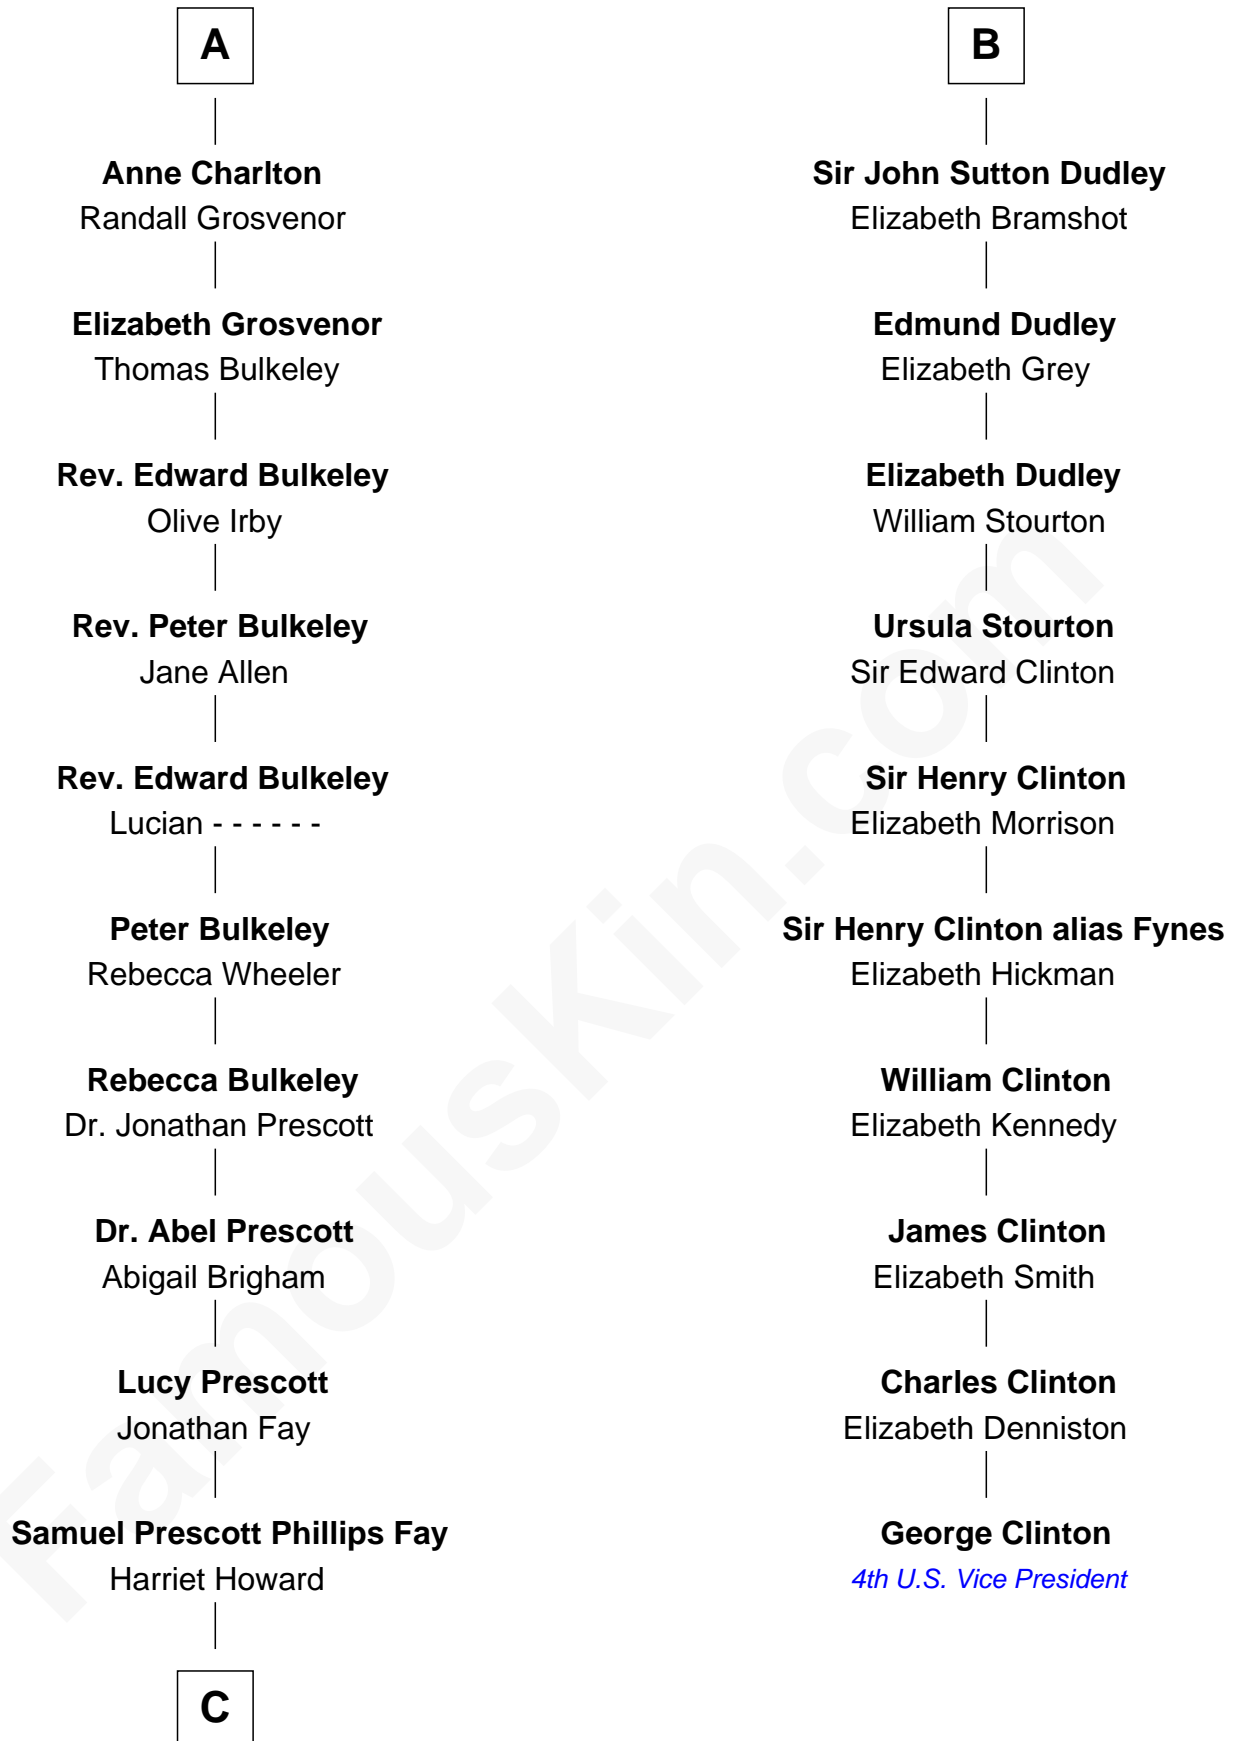 A
Anne Charlton
Randall Grosvenor
Elizabeth Grosvenor
Thomas Bulkeley
Rev. Edward Bulkeley
Olive Irby
Rev. Peter Bulkeley
Jane Allen
Rev. Edward Bulkeley
Lucian - - - - - -
Peter Bulkeley
Rebecca Wheeler
Rebecca Bulkeley
Dr. Jonathan Prescott
Dr. Abel Prescott
Abigail Brigham
Lucy Prescott
Jonathan Fay
Samuel Prescott Phillips Fay
Harriet Howard
C
B
Sir John Sutton Dudley
Elizabeth Bramshot
Edmund Dudley
Elizabeth Grey
Elizabeth Dudley
William Stourton
Ursula Stourton
Sir Edward Clinton
Sir Henry Clinton
Elizabeth Morrison
Sir Henry Clinton alias Fynes
Elizabeth Hickman
William Clinton
Elizabeth Kennedy
James Clinton
Elizabeth Smith
Charles Clinton
Elizabeth Denniston
George Clinton
4th U.S. Vice President
FamousKin.com